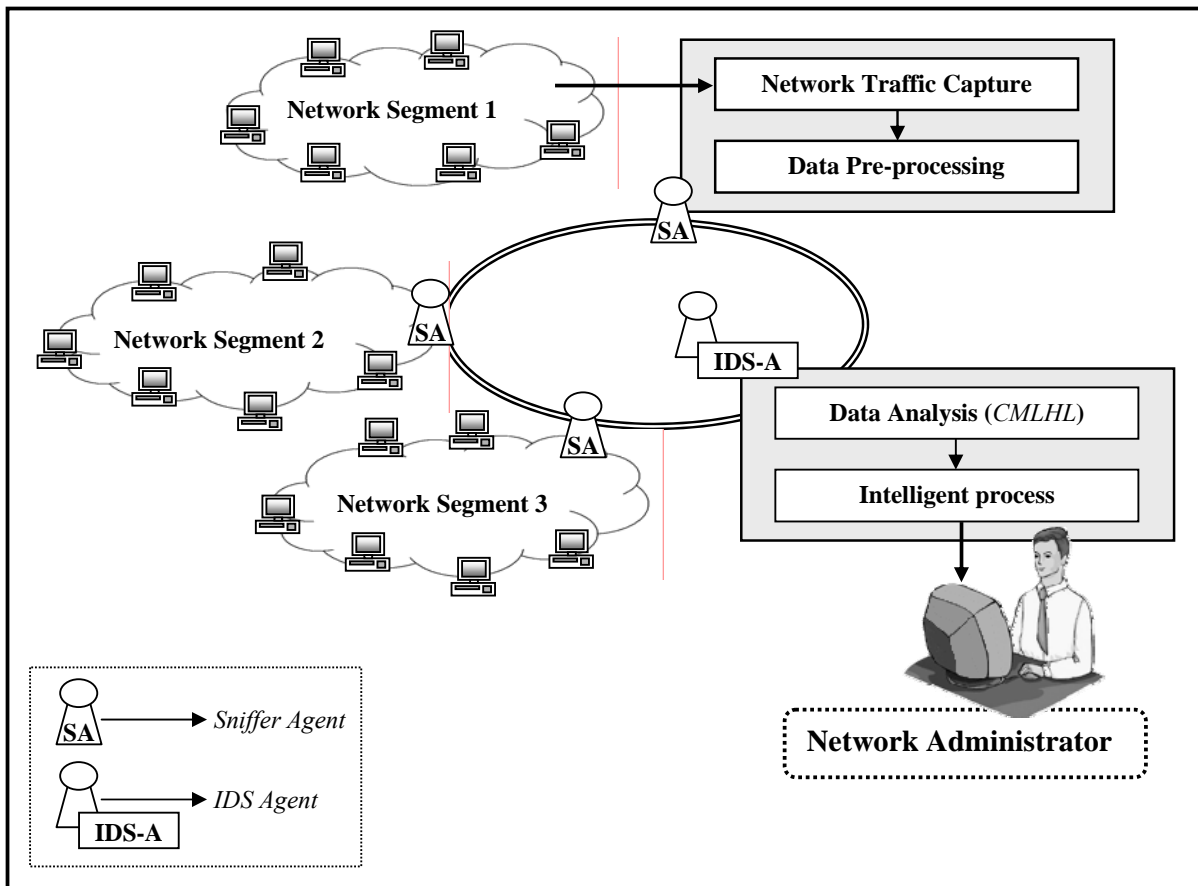 Network Segment 1
Network Traffic Capture
Data Pre-processing
SA
Network Segment 2
SA
IDS-A
SA
Data Analysis (CMLHL)
Network Segment 3
Intelligent process
Network Administrator
SA
Sniffer Agent
IDS-A
IDS Agent